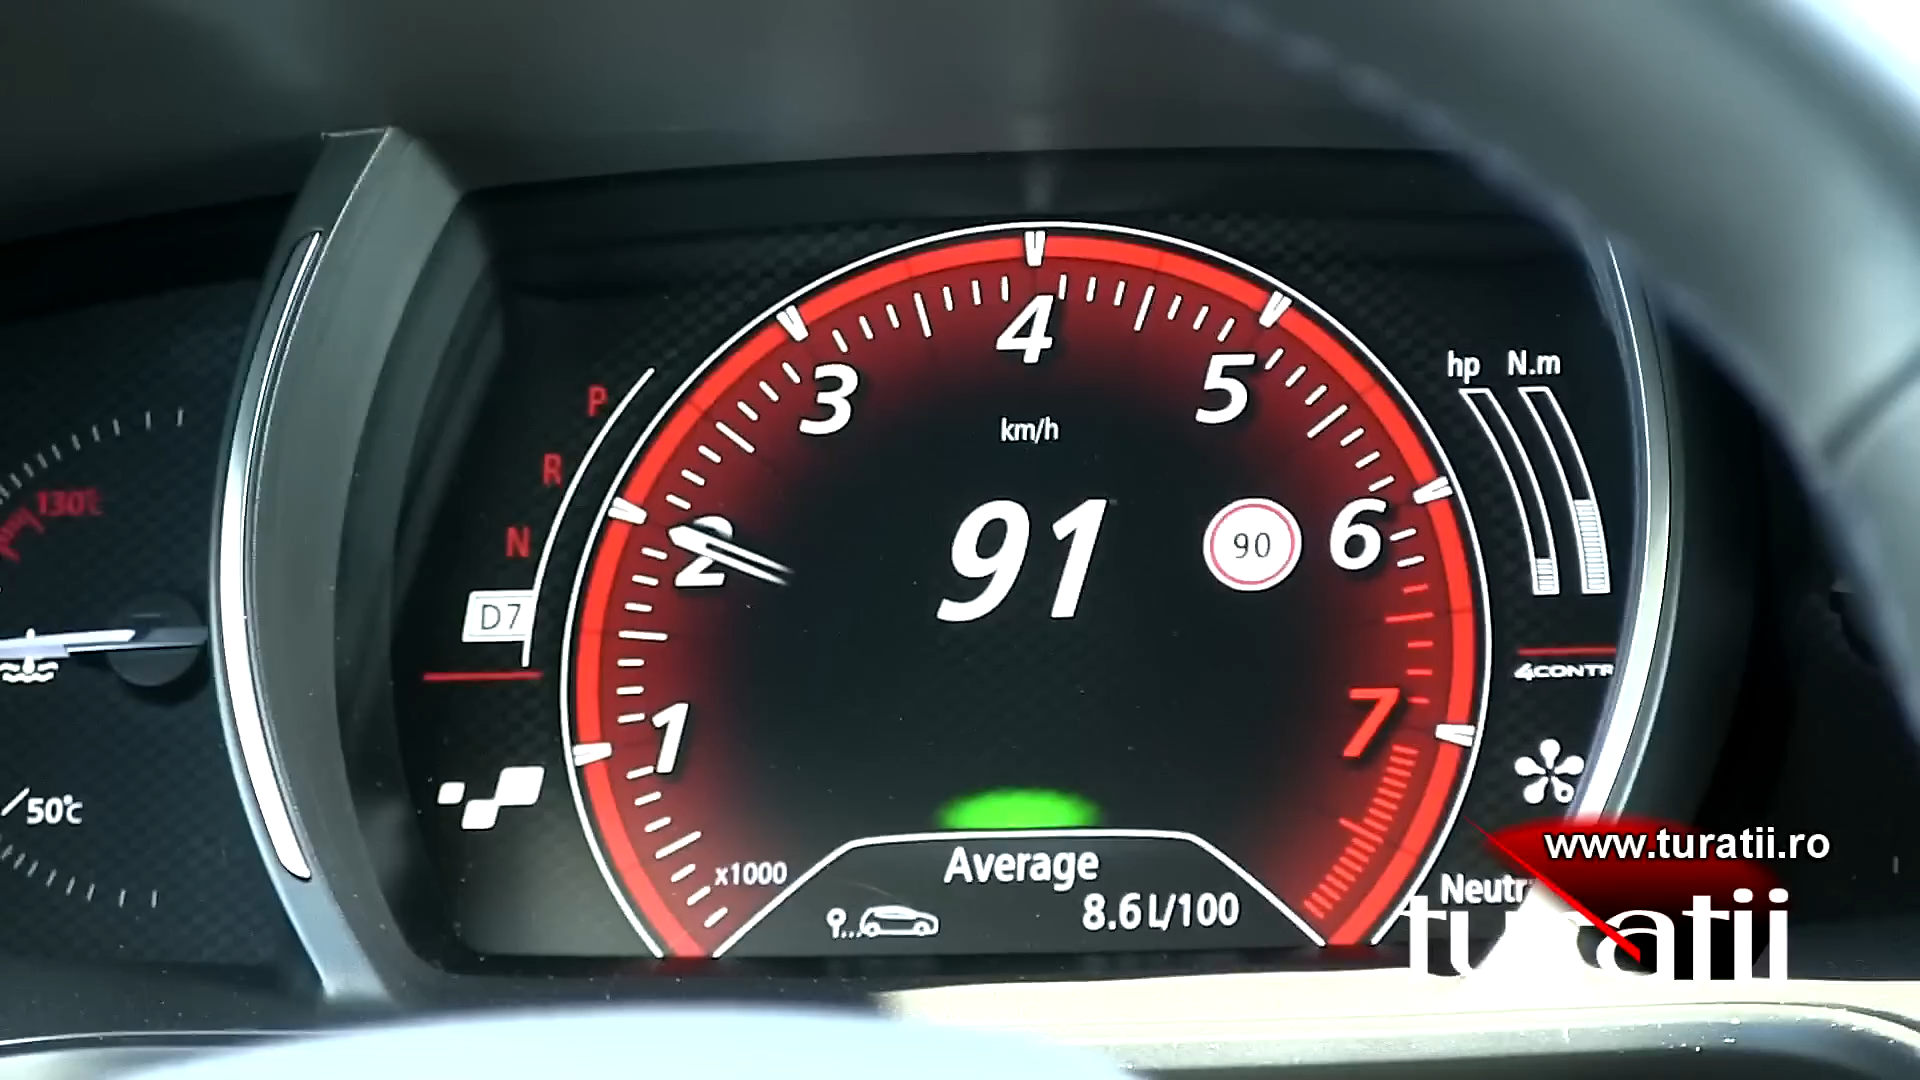 4
3
5
hp N.m
P
km/h
R
130℃
2
91
90
6
N
D7
4CONTR
1
7
50℃
x1000
Average
8.6 L/100
Neutr
www.turatii.ro
turatii